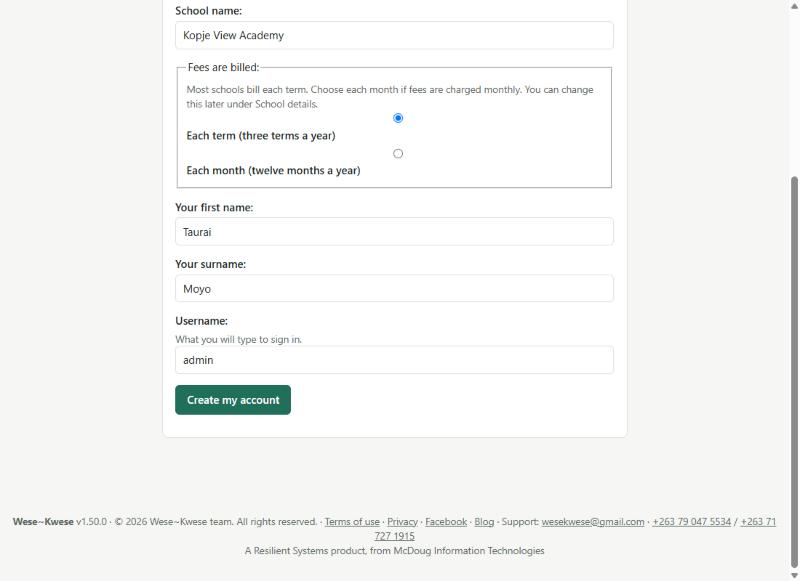 School name:
Kopje View Academy
Fees are billed:
Most schools bill each term. Choose each month if fees are charged monthly. You can change
this later under School details.
Each term (three terms a year)
Each month (twelve months a year)
Your first name:
Taurai
Your surname:
Moyo
Username:
What you will type to sign in.
admin
Create my account
Wese~Kwese v1.50.0 · © 2026 Wese~Kwese team. All rights reserved. · Terms of use · Privacy · Facebook · Blog · Support: wesekwese@gmail.com · +263 79 047 5534 / +263 71
727 1915
A Resilient Systems product, from McDoug Information Technologies